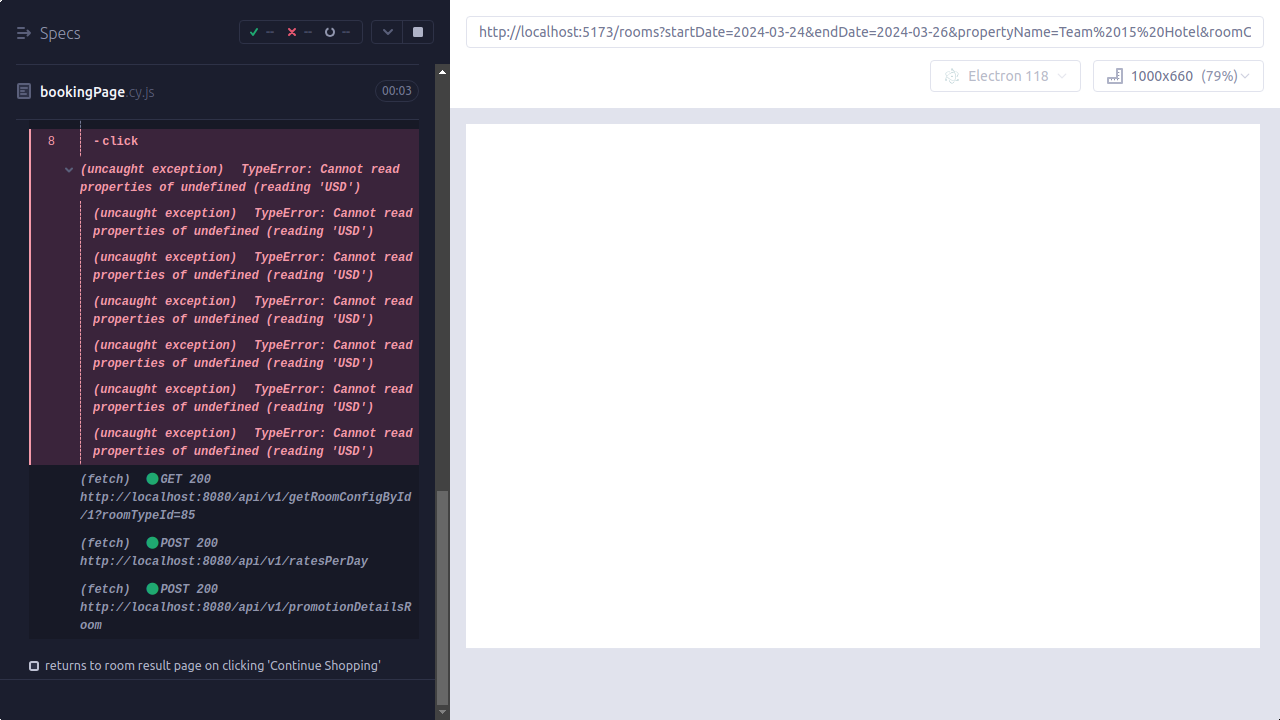 Specs
-- -- --
http://localhost:5173/rooms?startDate=2024-03-24&endDate=2024-03-26&propertyName=Team%2015%20Hotel&roomC
Electron 118
1000x660 (79%)
bookingPage.cy.js
00:03
8 -click
(uncaught exception) TypeError: Cannot read
properties of undefined (reading 'USD')
(uncaught exception) TypeError: Cannot read
properties of undefined (reading 'USD')
(uncaught exception) TypeError: Cannot read
properties of undefined (reading 'USD')
(uncaught exception) TypeError: Cannot read
properties of undefined (reading 'USD')
(uncaught exception) TypeError: Cannot read
properties of undefined (reading 'USD')
(uncaught exception) TypeError: Cannot read
properties of undefined (reading 'USD')
(uncaught exception) TypeError: Cannot read
properties of undefined (reading 'USD')
(fetch) GET 200
http://localhost:8080/api/v1/getRoomConfigById
/1?roomTypeId=85
(fetch) POST 200
http://localhost:8080/api/v1/ratesPerDay
(fetch) POST 200
http://localhost:8080/api/v1/promotionDetailsR
oom
returns to room result page on clicking 'Continue Shopping'